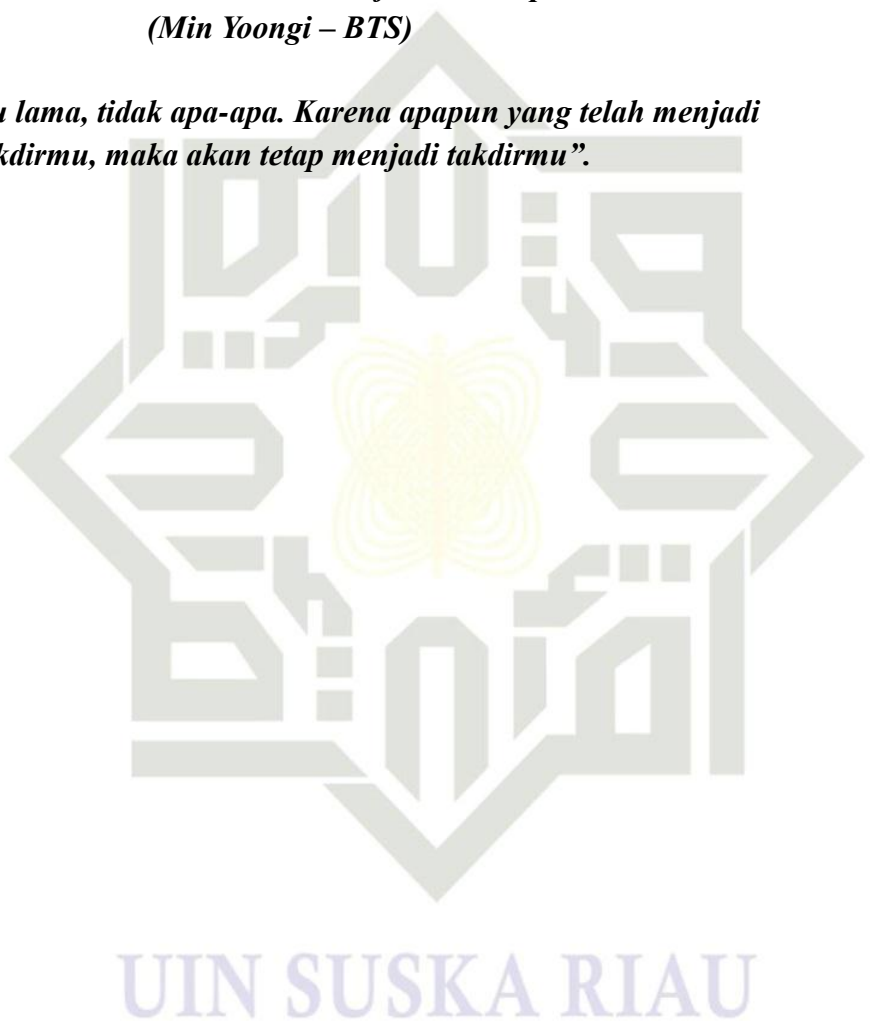 (Min Yoongi – BTS)
lama, tidak apa-apa. Karena apapun yang telah menjadi
kdirmu, maka akan tetap menjadi takdirmu”.
UIN SUSKA RIAU